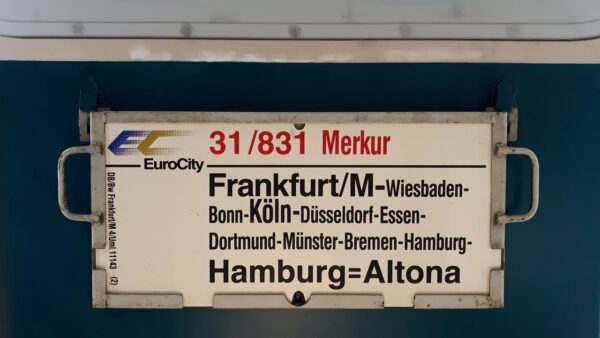 EC 31/831 Merkur
EuroCity
Frankfurt/M-Wiesbaden-
Bonn-Köln-Düsseldorf-Essen-
Dortmund-Münster-Bremen-Hamburg-
Hamburg=Altona